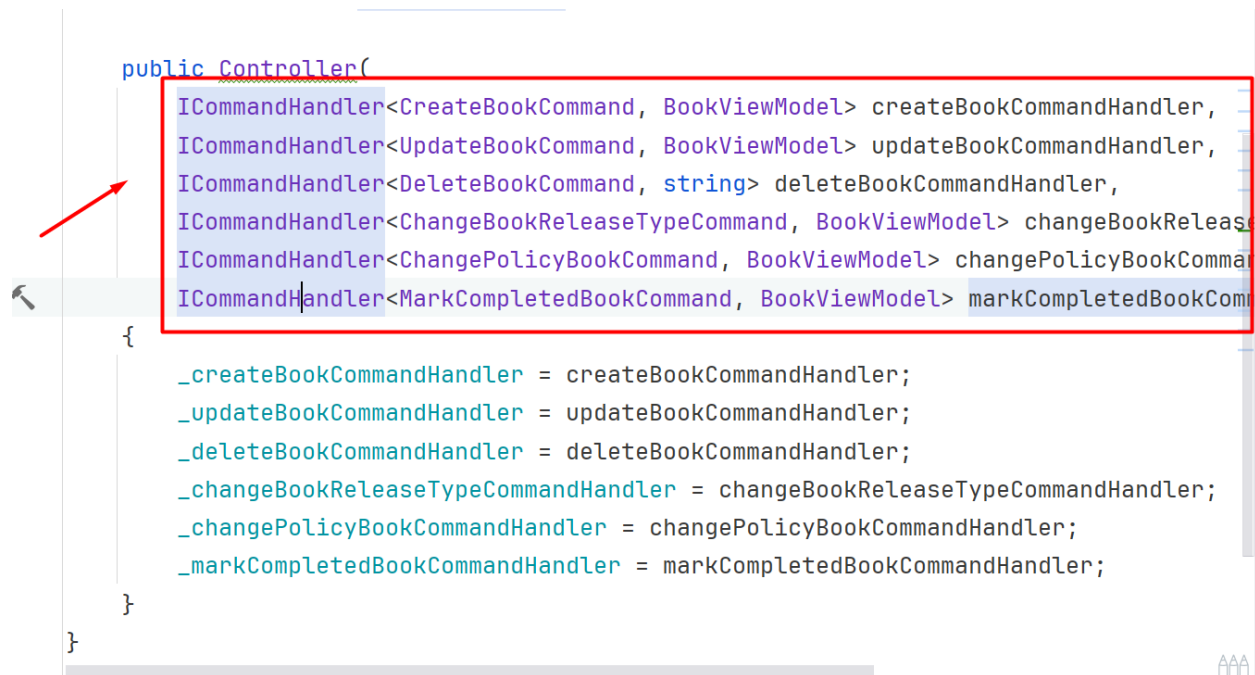 public Controller(
ICommandHandler<CreateBookCommand, BookViewModel> createBookCommandHandler,
ICommandHandler<UpdateBookCommand, BookViewModel> updateBookCommandHandler,
ICommandHandler<DeleteBookCommand, string> deleteBookCommandHandler,
ICommandHandler<ChangeBookReleaseTypeCommand, BookViewModel> changeBookRelease
ICommandHandler<ChangePolicyBookCommand, BookViewModel> changePolicyBookComman
ICommandHandler<MarkCompletedBookCommand, BookViewModel> markCompletedBookComm
{
_createBookCommandHandler = createBookCommandHandler;
_updateBookCommandHandler = updateBookCommandHandler;
_deleteBookCommandHandler = deleteBookCommandHandler;
_changeBookReleaseTypeCommandHandler = changeBookReleaseTypeCommandHandler;
_changePolicyBookCommandHandler = changePolicyBookCommandHandler;
_markCompletedBookCommandHandler = markCompletedBookCommandHandler;
}
}